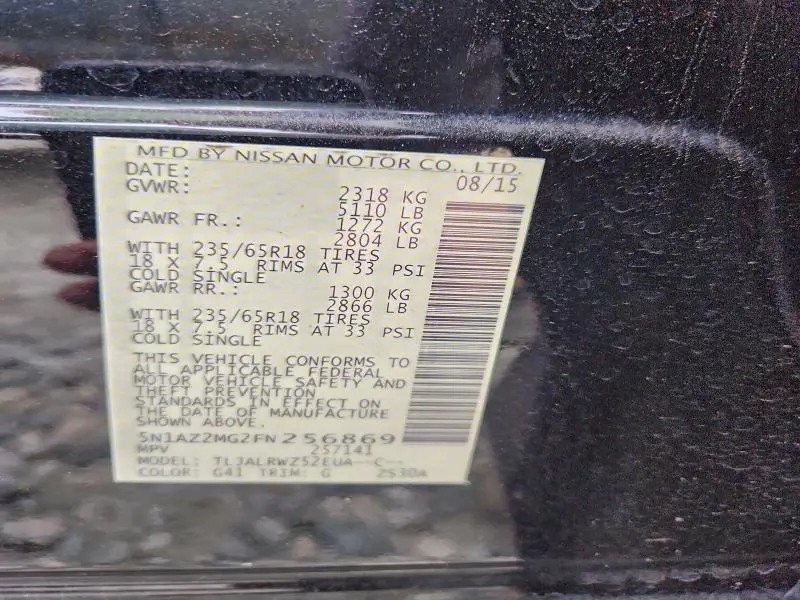 MFD BY NISSAN MOTOR CO., LTD.
DATE: 08/15
GVWR: 2318 KG
5110 LB
GAWR FR.: 1272 KG
2804 LB
WITH 235/65R18 TIRES
18 X 7.5 RIMS AT 33 PSI
COLD SINGLE
GAWR RR.: 1300 KG
2866 LB
WITH 235/65R18 TIRES
18 X 7.5 RIMS AT 33 PSI
COLD SINGLE
THIS VEHICLE CONFORMS TO
ALL APPLICABLE FEDERAL
MOTOR VEHICLE SAFETY AND
THEFT PREVENTION
STANDARDS IN EFFECT ON
THE DATE OF MANUFACTURE
SHOWN ABOVE.
5N1AZ2MG2FN256869
MPV 257141
MODEL: TLJALRWZ52EUA--C--
COLOR: G41 TRIM: G 2530A